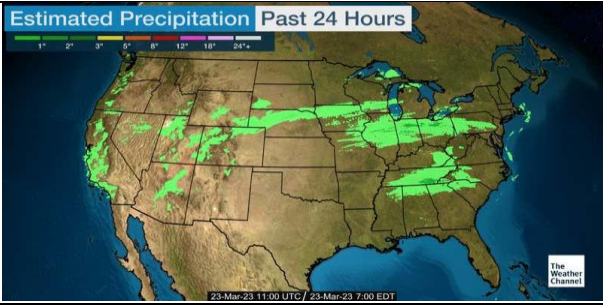 Estimated Precipitation Past 24 Hours
1" 2" 3" 5" 8" 12" 18" 24"+
The
Weather
Channel
23-Mar-23 11:00 UTC / 23-Mar-23 7:00 EDT